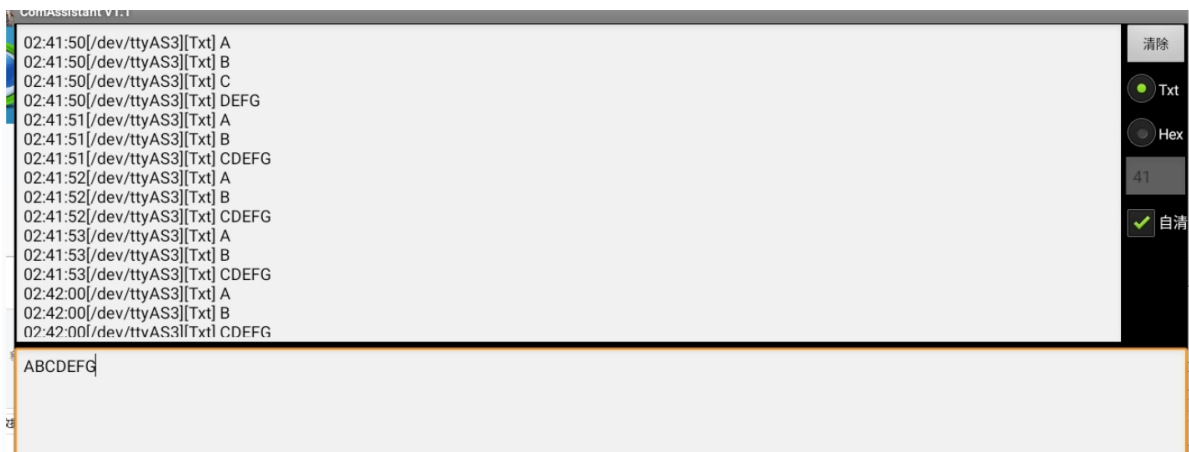 ComAssistant V1.1
02:41:50[/dev/ttyAS3][Txt] A
02:41:50[/dev/ttyAS3][Txt] B
02:41:50[/dev/ttyAS3][Txt] C
02:41:50[/dev/ttyAS3][Txt] DEFG
02:41:51[/dev/ttyAS3][Txt] A
02:41:51[/dev/ttyAS3][Txt] B
02:41:51[/dev/ttyAS3][Txt] CDEFG
02:41:52[/dev/ttyAS3][Txt] A
02:41:52[/dev/ttyAS3][Txt] B
02:41:52[/dev/ttyAS3][Txt] CDEFG
02:41:53[/dev/ttyAS3][Txt] A
02:41:53[/dev/ttyAS3][Txt] B
02:41:53[/dev/ttyAS3][Txt] CDEFG
02:42:00[/dev/ttyAS3][Txt] A
02:42:00[/dev/ttyAS3][Txt] B
02:42:00[/dev/ttyAS3][Txt] CDEFG
清除
Txt
Hex
41
自清
ABCDEFG